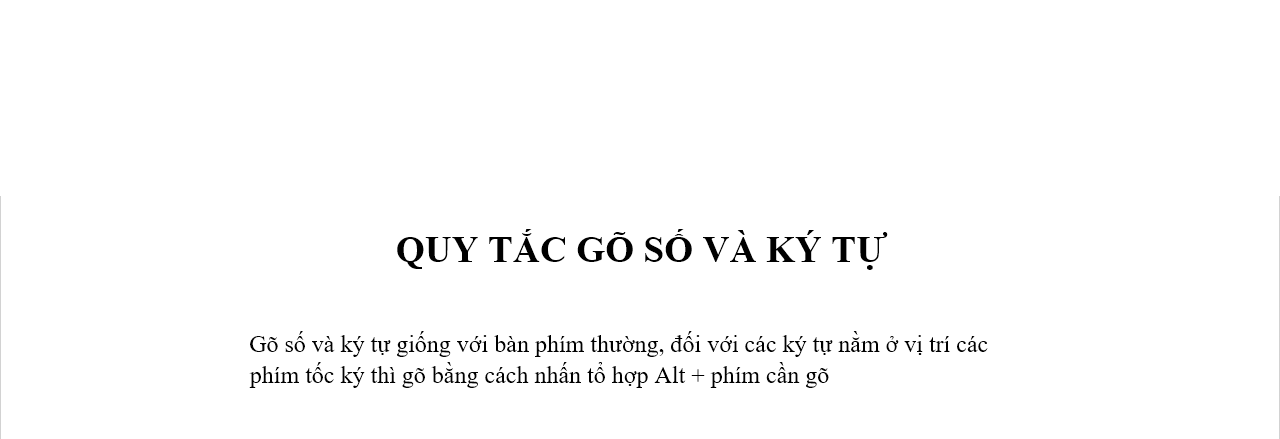 QUY TẮC GÕ SỐ VÀ KÝ TỰ
Gõ số và ký tự giống với bàn phím thường, đối với các ký tự nằm ở vị trí các
phím tốc ký thì gõ bằng cách nhấn tổ hợp Alt + phím cần gõ